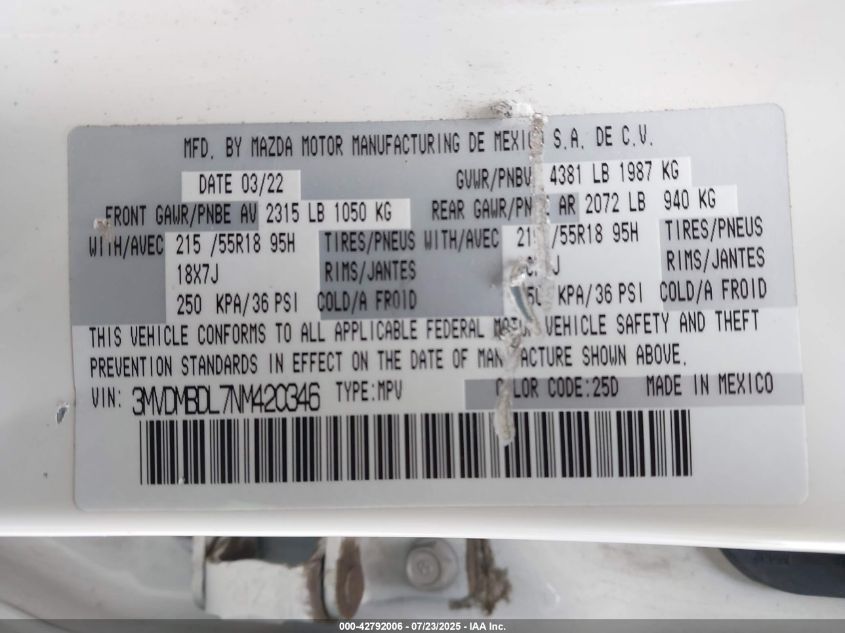 MFD. BY MAZDA MOTOR MANUFACTURING DE MEXICO S.A. DE C.V.
DATE 03/22 GVWR/PNBV 4381 LB 1987 KG
FRONT GAWR/PNBE AV 2315 LB 1050 KG REAR GAWR/PNBE AR 2072 LB 940 KG
WITH/AVEC 215 /55R18 95H TIRES/PNEUS WITH/AVEC 215 /55R18 95H TIRES/PNEUS
18X7J RIMS/JANTES RIMS/JANTES
250 KPA/36 PSI COLD/A FROID KPA/36 PSI COLD/A FROID
THIS VEHICLE CONFORMS TO ALL APPLICABLE FEDERAL MOTOR VEHICLE SAFETY AND THEFT
PREVENTION STANDARDS IN EFFECT ON THE DATE OF MANUFACTURE SHOWN ABOVE.
VIN: 3MVDMBDL7NM420346 TYPE:MPV COLOR CODE:25D MADE IN MEXICO
000-42792006 - 07/23/2025 - IAA Inc.